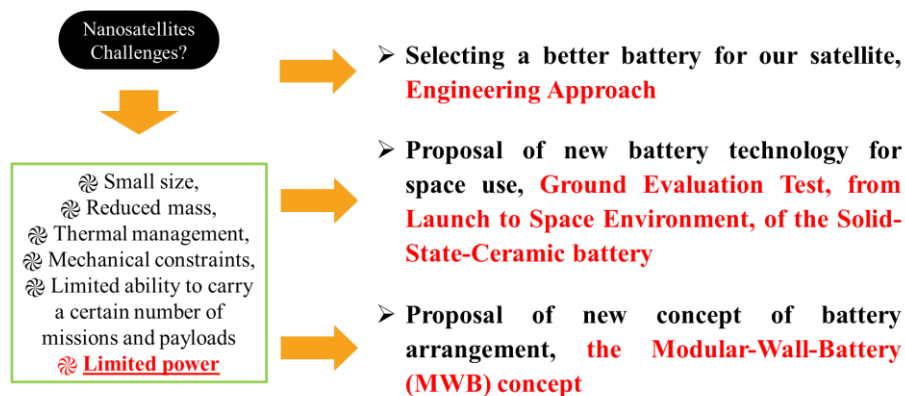 Nanosatellites
Challenges?
➢ Selecting a better battery for our satellite,
Engineering Approach
➢ Proposal of new battery technology for
space use, Ground Evaluation Test, from
Launch to Space Environment, of the Solid-
State-Ceramic battery
➢ Proposal of new concept of battery
arrangement, the Modular-Wall-Battery
(MWB) concept
Small size,
Reduced mass,
Thermal management,
Mechanical constraints,
Limited ability to carry
a certain number of
missions and payloads
Limited power